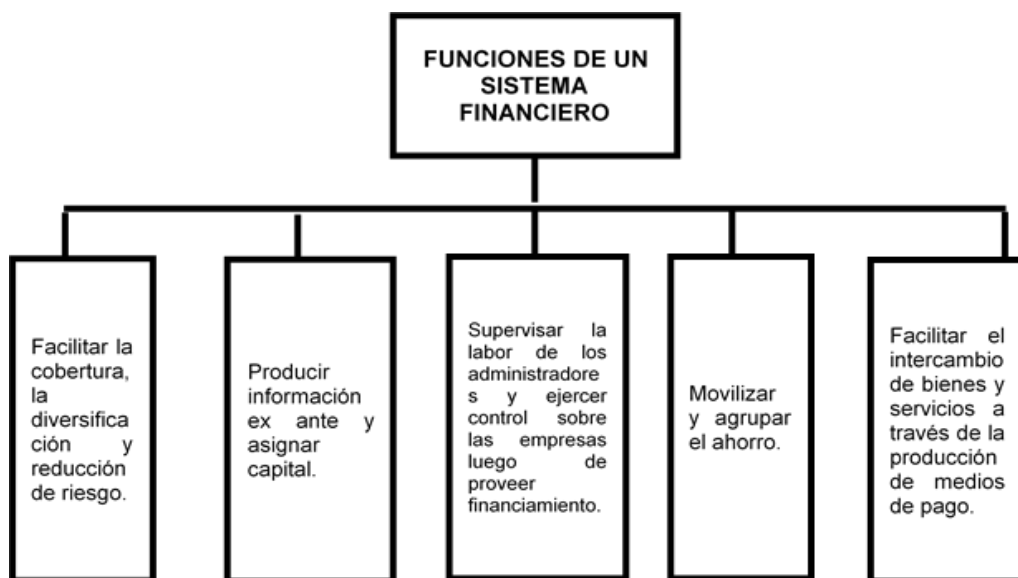 FUNCIONES DE UN
SISTEMA
FINANCIERO
Facilitar la
cobertura,
la
diversifica
ción y
reducción
de riesgo.
Producir
información
ex ante y
asignar
capital.
Supervisar la
labor de los
administradore
s y ejercer
control sobre
las empresas
luego de
proveer
financiamiento.
Movilizar
y agrupar
el ahorro.
Facilitar el
intercambio
de bienes y
servicios a
través de la
producción
de medios
de pago.